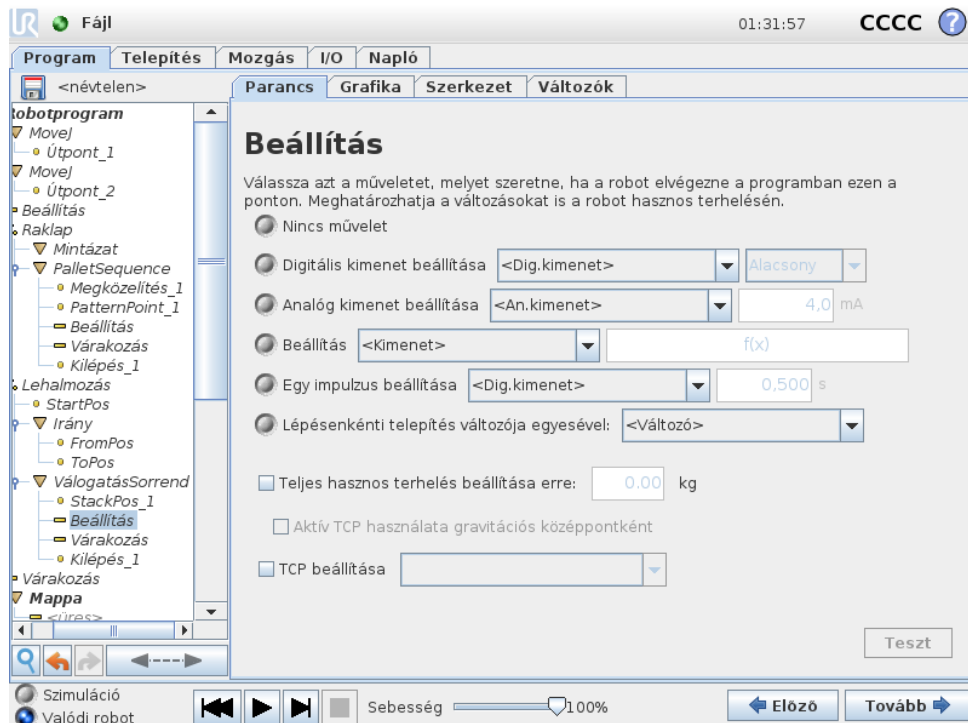 UR Fájl 01:31:57 CCCC ?
Program Telepítés Mozgás I/O Napló
<névtelen>
Parancs Grafika Szerkezet Változók
Robotprogram
MoveJ
Útpont_1
MoveJ
Útpont_2
Beállítás
Raklap
Mintázat
PalletSequence
Megközelítés_1
PatternPoint_1
Beállítás
Várakozás
Kilépés_1
Lehalmozás
StartPos
Irány
FromPos
ToPos
VálogatásSorrend
StackPos_1
Beállítás
Várakozás
Kilépés_1
Várakozás
Mappa
<üres>
Beállítás
Válassza azt a műveletet, melyet szeretne, ha a robot elvégezne a programban ezen a
ponton. Meghatározhatja a változásokat is a robot hasznos terhelésén.
Nincs művelet
Digitális kimenet beállítása <Dig.kimenet> Alacsony
Analóg kimenet beállítása <An.kimenet> 4,0 mA
Beállítás <Kimenet> f(x)
Egy impulzus beállítása <Dig.kimenet> 0,500 s
Lépésenkénti telepítés változója egyesével: <Változó>
Teljes hasznos terhelés beállítása erre: 0.00 kg
Aktív TCP használata gravitációs középpontként
TCP beállítása
Teszt
Szimuláció
Valódi robot
Sebesség 100%
Előző Tovább